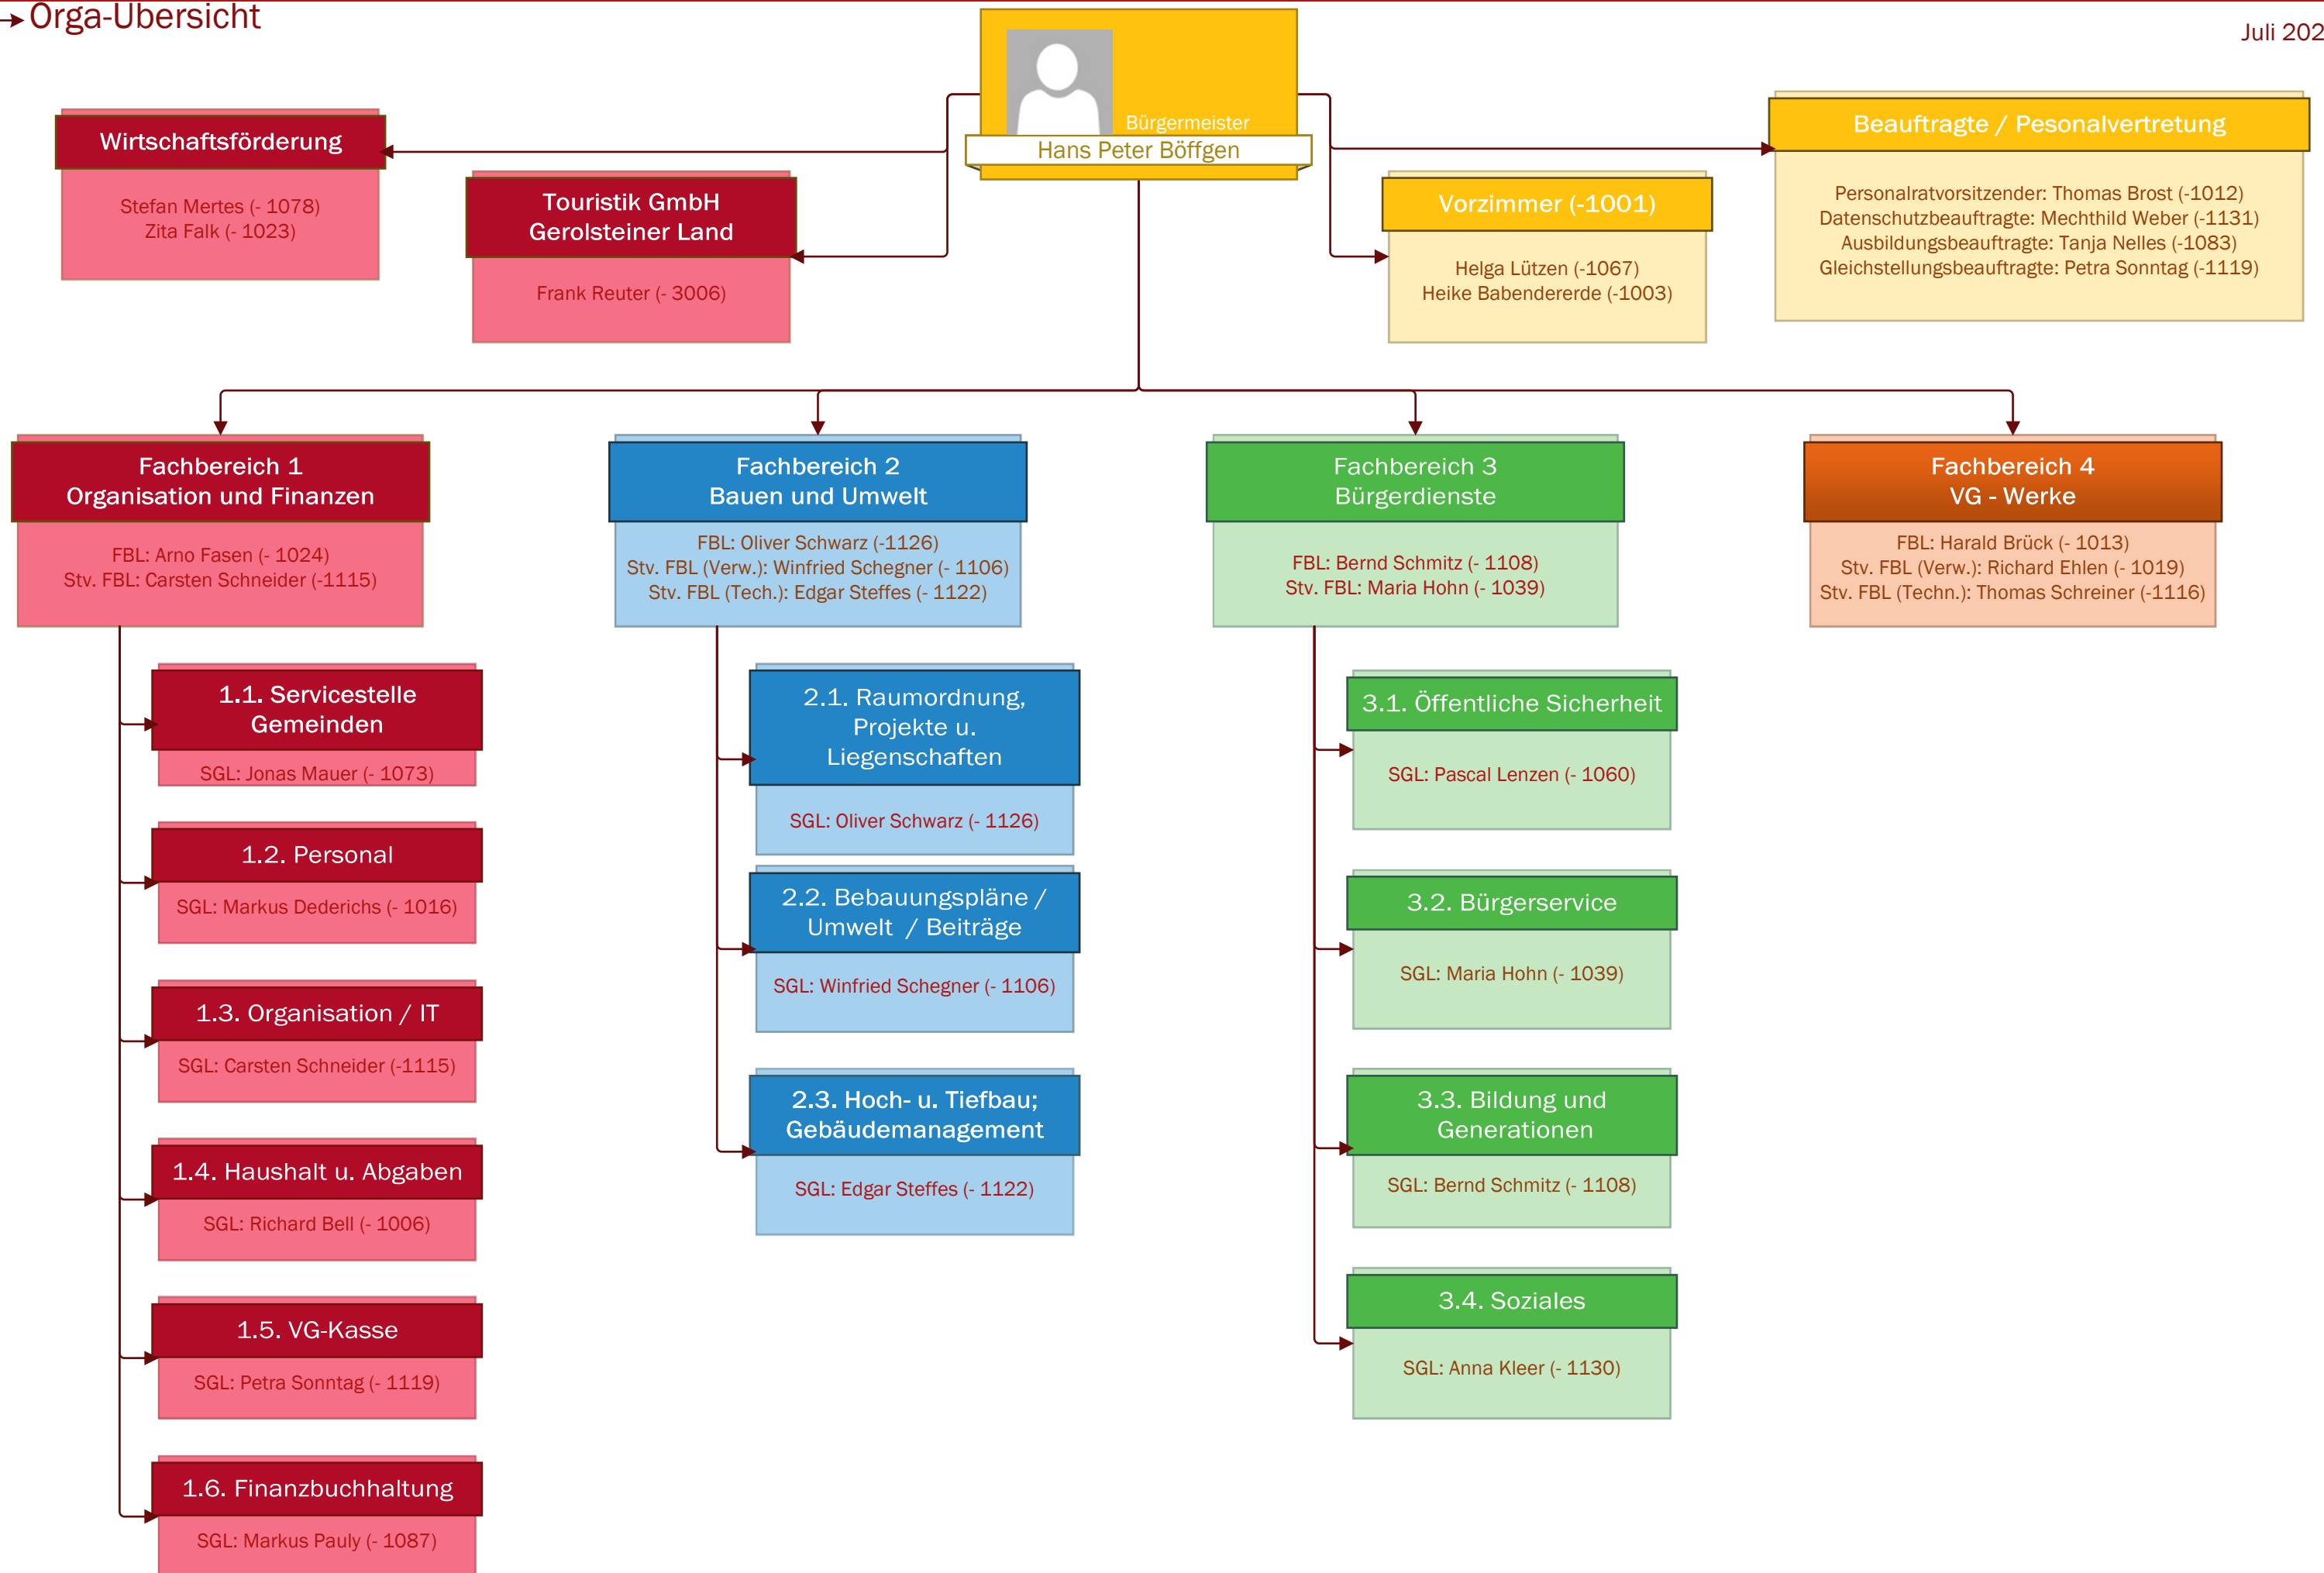 Orga-Übersicht
Juli 202
Bürgermeister
Hans Peter Böffgen
Wirtschaftsförderung
Stefan Mertes (- 1078)
Zita Falk (- 1023)
Touristik GmbH
Gerolsteiner Land
Frank Reuter (- 3006)
Vorzimmer (-1001)
Helga Lützen (-1067)
Heike Babendererde (-1003)
Beauftragte / Pesonalvertretung
Personalratvorsitzender: Thomas Brost (-1012)
Datenschutzbeauftragte: Mechthild Weber (-1131)
Ausbildungsbeauftragte: Tanja Nelles (-1083)
Gleichstellungsbeauftragte: Petra Sonntag (-1119)
Fachbereich 1
Organisation und Finanzen
FBL: Arno Fasen (- 1024)
Stv. FBL: Carsten Schneider (-1115)
1.1. Servicestelle
Gemeinden
SGL: Jonas Mauer (- 1073)
1.2. Personal
SGL: Markus Dederichs (- 1016)
1.3. Organisation / IT
SGL: Carsten Schneider (-1115)
1.4. Haushalt u. Abgaben
SGL: Richard Bell (- 1006)
1.5. VG-Kasse
SGL: Petra Sonntag (- 1119)
1.6. Finanzbuchhaltung
SGL: Markus Pauly (- 1087)
Fachbereich 2
Bauen und Umwelt
FBL: Oliver Schwarz (-1126)
Stv. FBL (Verw.): Winfried Schegner (- 1106)
Stv. FBL (Tech.): Edgar Steffes (- 1122)
2.1. Raumordnung,
Projekte u.
Liegenschaften
SGL: Oliver Schwarz (- 1126)
2.2. Bebauungspläne /
Umwelt / Beiträge
SGL: Winfried Schegner (- 1106)
2.3. Hoch- u. Tiefbau;
Gebäudemanagement
SGL: Edgar Steffes (- 1122)
Fachbereich 3
Bürgerdienste
FBL: Bernd Schmitz (- 1108)
Stv. FBL: Maria Hohn (- 1039)
3.1. Öffentliche Sicherheit
SGL: Pascal Lenzen (- 1060)
3.2. Bürgerservice
SGL: Maria Hohn (- 1039)
3.3. Bildung und
Generationen
SGL: Bernd Schmitz (- 1108)
3.4. Soziales
SGL: Anna Kleer (- 1130)
Fachbereich 4
VG - Werke
FBL: Harald Brück (- 1013)
Stv. FBL (Verw.): Richard Ehlen (- 1019)
Stv. FBL (Techn.): Thomas Schreiner (-1116)